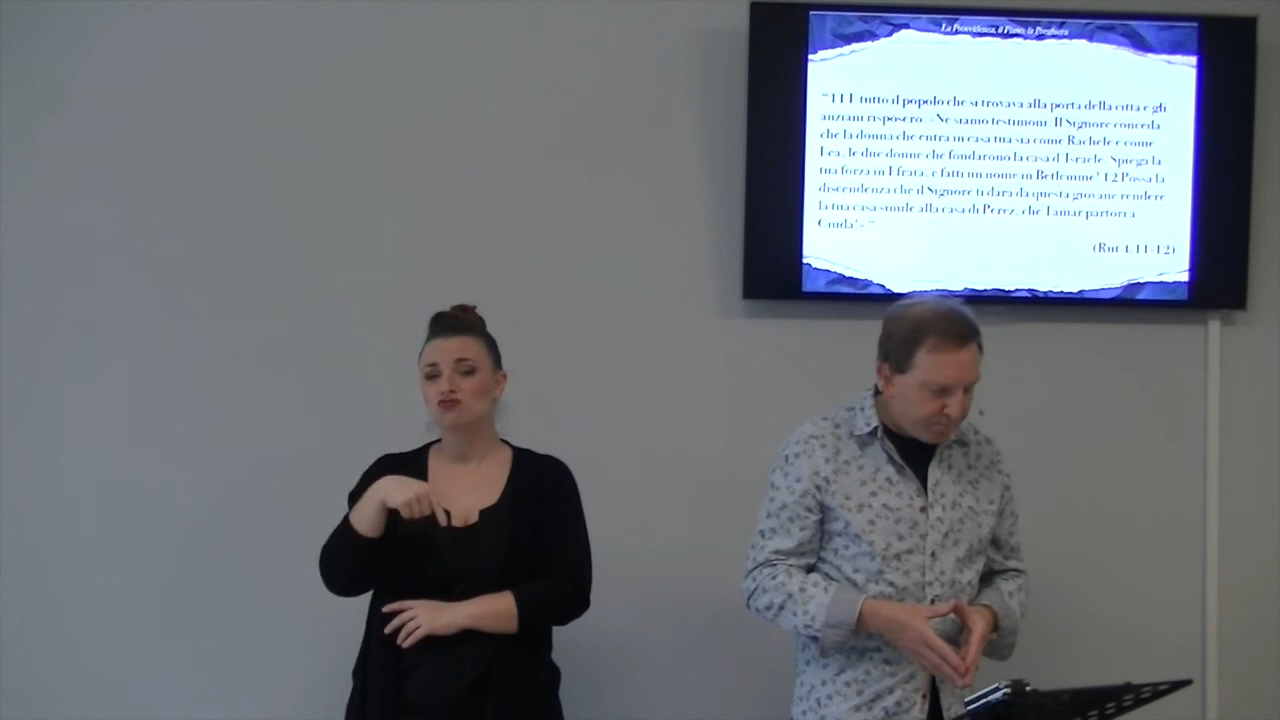 La Provvidenza, il Piano, la Preghiera
"11 E tutto il popolo che si trovava alla porta della città e gli
anziani risposero: «Ne siamo testimoni. Il Signore conceda
che la donna che entra in casa tua sia come Rachele e come
Lea, le due donne che fondarono la casa d'Israele. Spiega la
tua forza in Efrata, e fatti un nome in Betlemme! 12 Possa la
discendenza che il Signore ti darà da questa giovane rendere
la tua casa simile alla casa di Perez, che Tamar partorì a
Giuda!»"
(Rut 4:11-12)